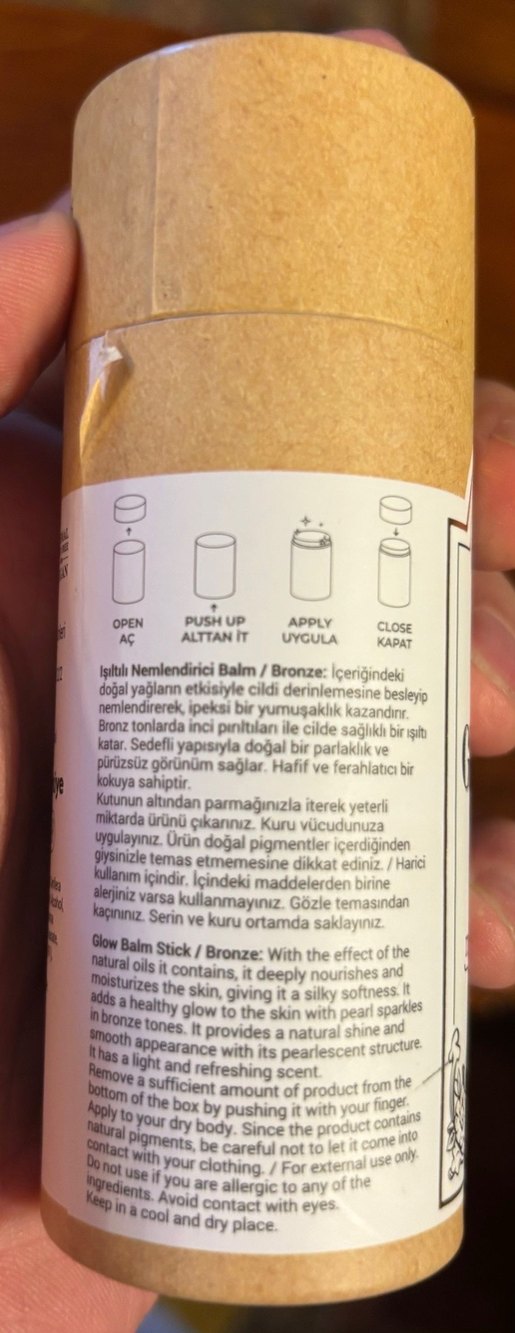 OPEN
AÇ
PUSH UP
ALTTAN İT
APPLY
UYGULA
CLOSE
KAPAT
Işıltılı Nemlendirici Balm / Bronze: İçeriğindeki
doğal yağların etkisiyle cildi derinlemesine besleyip
nemlendirerek, ipeksi bir yumuşaklık kazandırır.
Bronz tonlarda inci pırıltıları ile cilde sağlıklı bir ışıltı
katar. Sedefli yapısıyla doğal bir parlaklık ve
pürüzsüz görünüm sağlar. Hafif ve ferahlatıcı bir
kokuya sahiptir.
Kutunun altından parmağınızla iterek yeterli
miktarda ürünü çıkarınız. Kuru vücudunuza
uygulayınız. Ürün doğal pigmentler içerdiğinden
giysinizle temas etmemesine dikkat ediniz. / Harici
kullanım içindir. İçindeki maddelerden birine
alerjiniz varsa kullanmayınız. Gözle temasından
kaçınınız. Serin ve kuru ortamda saklayınız.
Glow Balm Stick / Bronze: With the effect of the
natural oils it contains, it deeply nourishes and
moisturizes the skin, giving it a silky softness. It
adds a healthy glow to the skin with pearl sparkles
in bronze tones. It provides a natural shine and
smooth appearance with its pearlescent structure.
It has a light and refreshing scent.
Remove a sufficient amount of product from the
bottom of the box by pushing it with your finger.
Apply to your dry body. Since the product contains
natural pigments, be careful not to let it come into
contact with your clothing. / For external use only.
Do not use if you are allergic to any of the
ingredients. Avoid contact with eyes.
Keep in a cool and dry place.